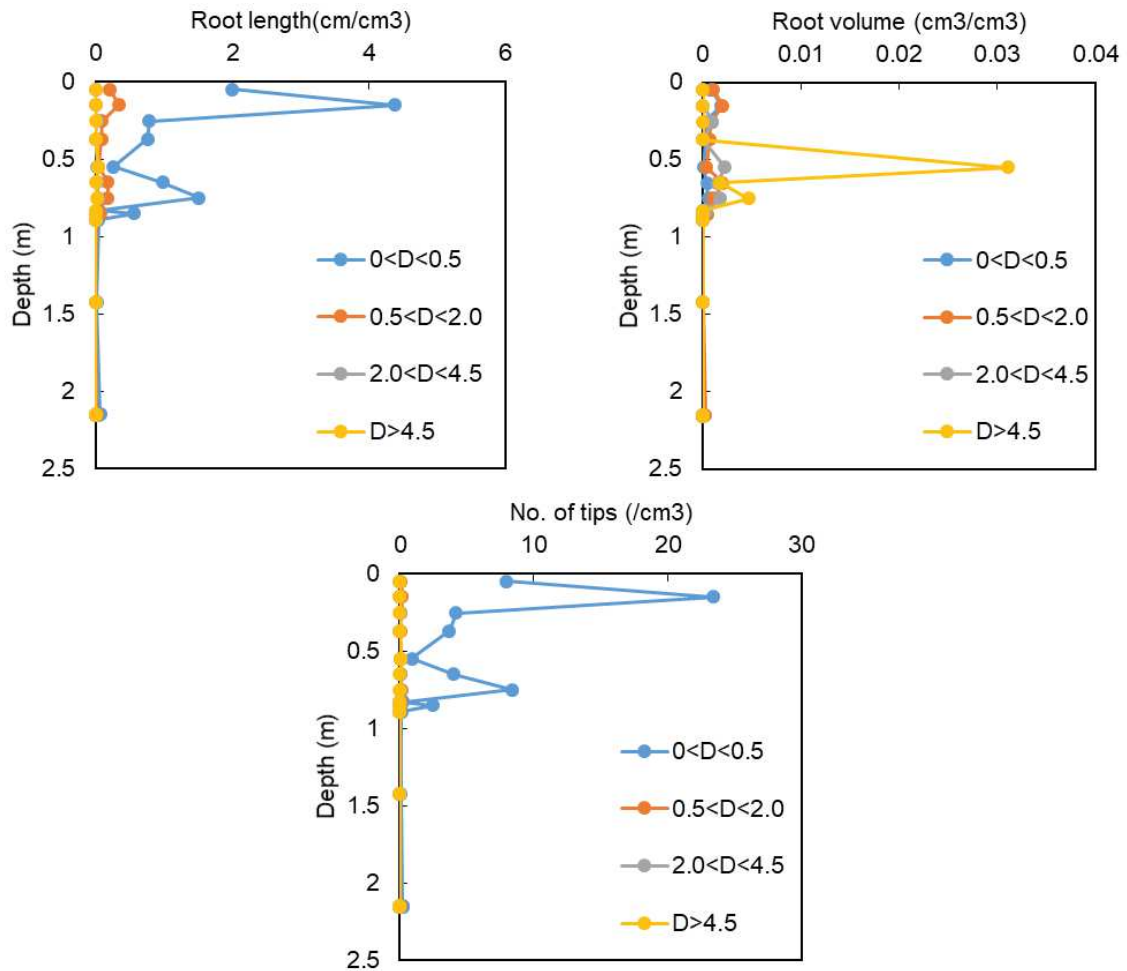 Root length(cm/cm3)
0 2 4 6
0
0.5
1
1.5
2
2.5
Depth (m)
0<D<0.5
0.5<D<2.0
2.0<D<4.5
D>4.5
Root volume (cm3/cm3)
0 0.01 0.02 0.03 0.04
0
0.5
1
1.5
2
2.5
Depth (m)
0<D<0.5
0.5<D<2.0
2.0<D<4.5
D>4.5
No. of tips (/cm3)
0 10 20 30
0
0.5
1
1.5
2
2.5
Depth (m)
0<D<0.5
0.5<D<2.0
2.0<D<4.5
D>4.5